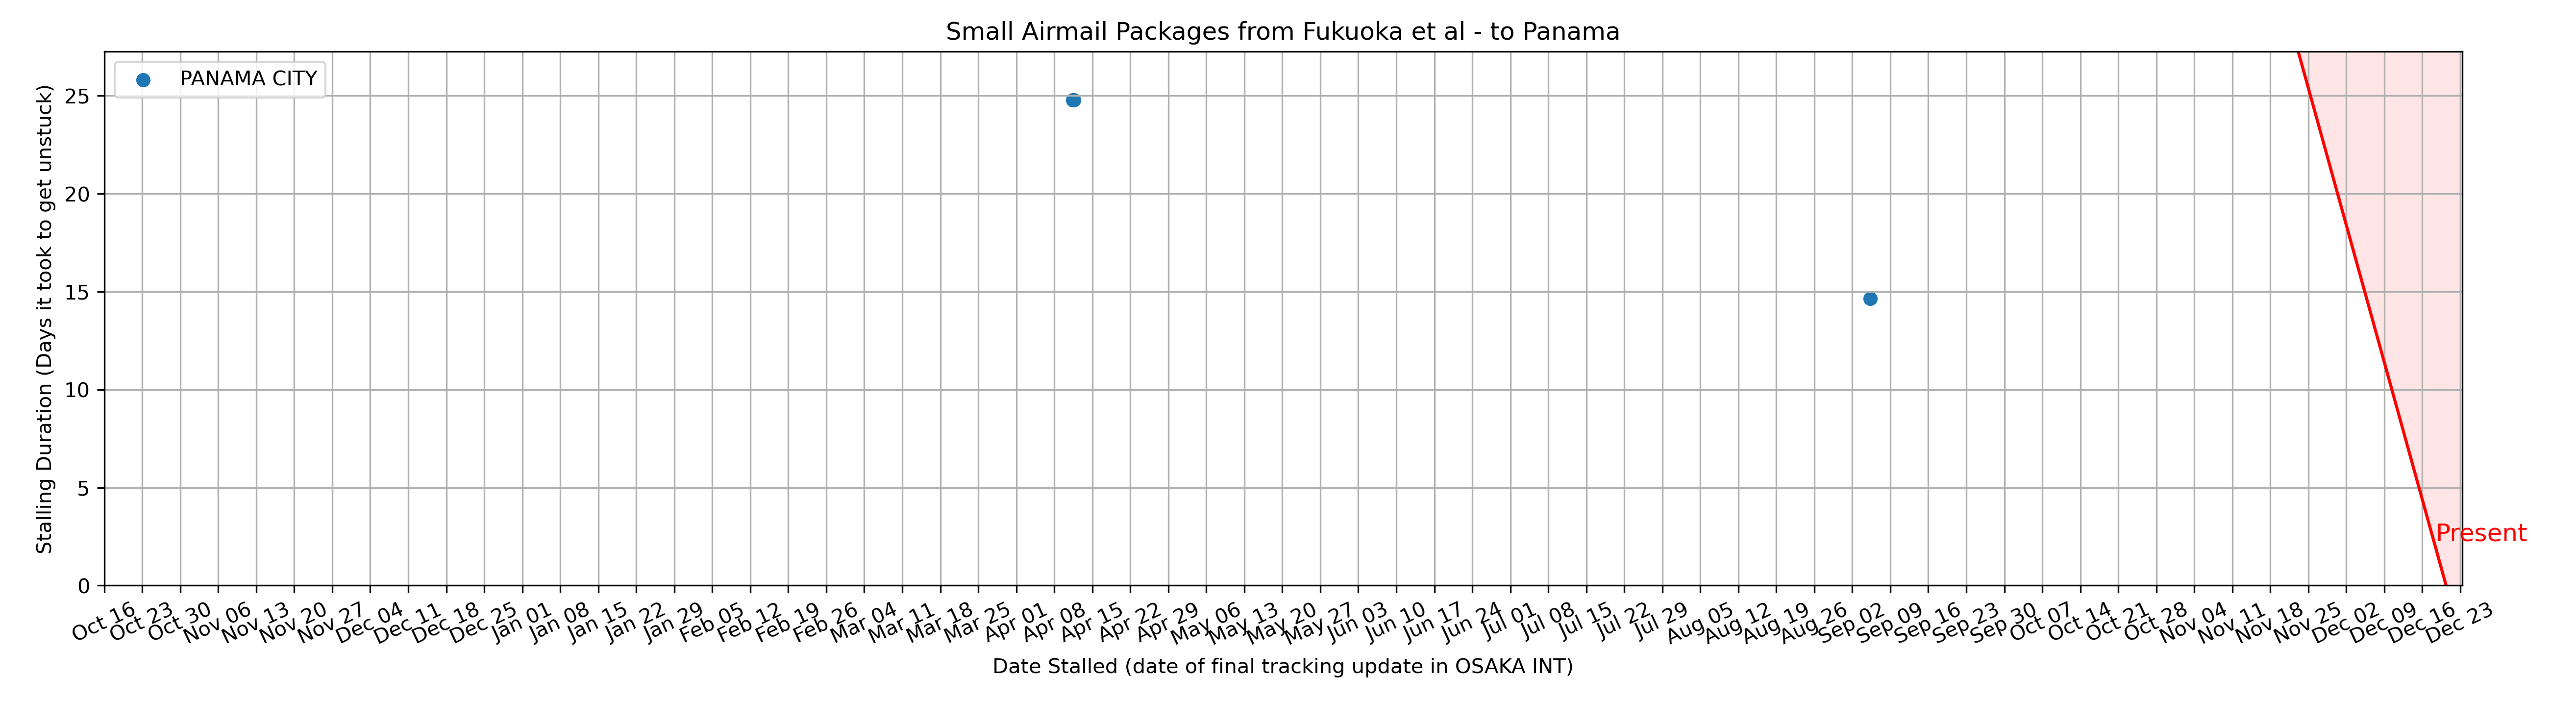 Small Airmail Packages from Fukuoka et al - to Panama
PANAMA CITY
Stalling Duration (Days it took to get unstuck)
25
20
15
10
5
0
Present
Oct 16
Oct 23
Oct 30
Nov 06
Nov 13
Nov 20
Nov 27
Dec 04
Dec 11
Dec 18
Dec 25
Jan 01
Jan 08
Jan 15
Jan 22
Jan 29
Feb 05
Feb 12
Feb 19
Feb 26
Mar 04
Mar 11
Mar 18
Mar 25
Apr 01
Apr 08
Apr 15
Apr 22
Apr 29
May 06
May 13
May 20
May 27
Jun 03
Jun 10
Jun 17
Jun 24
Jul 01
Jul 08
Jul 15
Jul 22
Jul 29
Aug 05
Aug 12
Aug 19
Aug 26
Sep 02
Sep 09
Sep 16
Sep 23
Sep 30
Oct 07
Oct 14
Oct 21
Oct 28
Nov 04
Nov 11
Nov 18
Nov 25
Dec 02
Dec 09
Dec 16
Dec 23
Date Stalled (date of final tracking update in OSAKA INT)